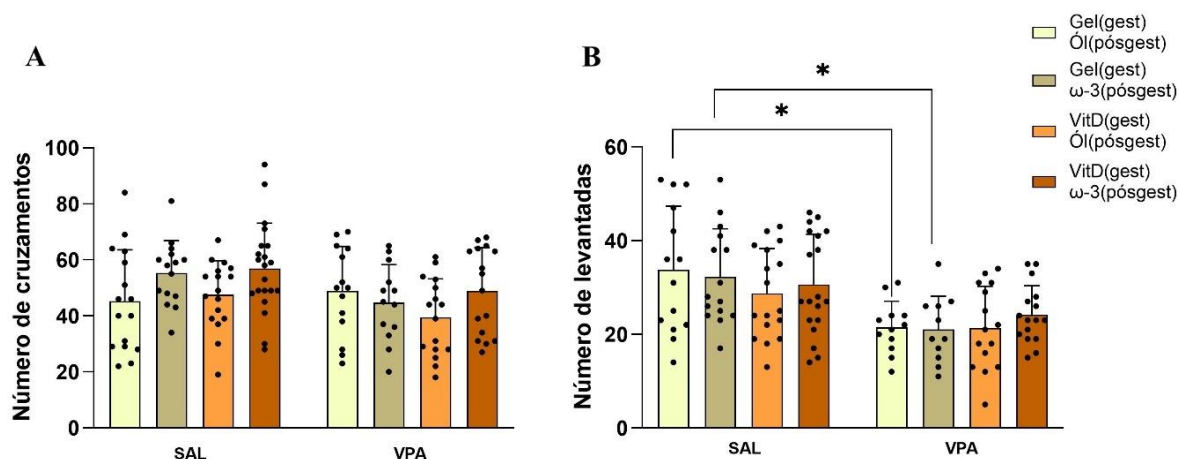 A
Número de cruzamentos
100
80
60
40
20
0
SAL
VPA
B
*
*
Número de levantadas
60
40
20
0
SAL
VPA
Gel(gest)
Ól(pósgest)
Gel(gest)
ω-3(pósgest)
VitD(gest)
Ól(pósgest)
VitD(gest)
ω-3(pósgest)